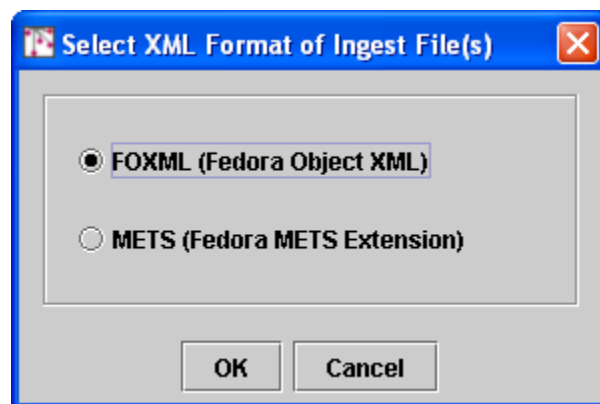 Select XML Format of Ingest File(s)
FOXML (Fedora Object XML)
METS (Fedora METS Extension)
OK Cancel